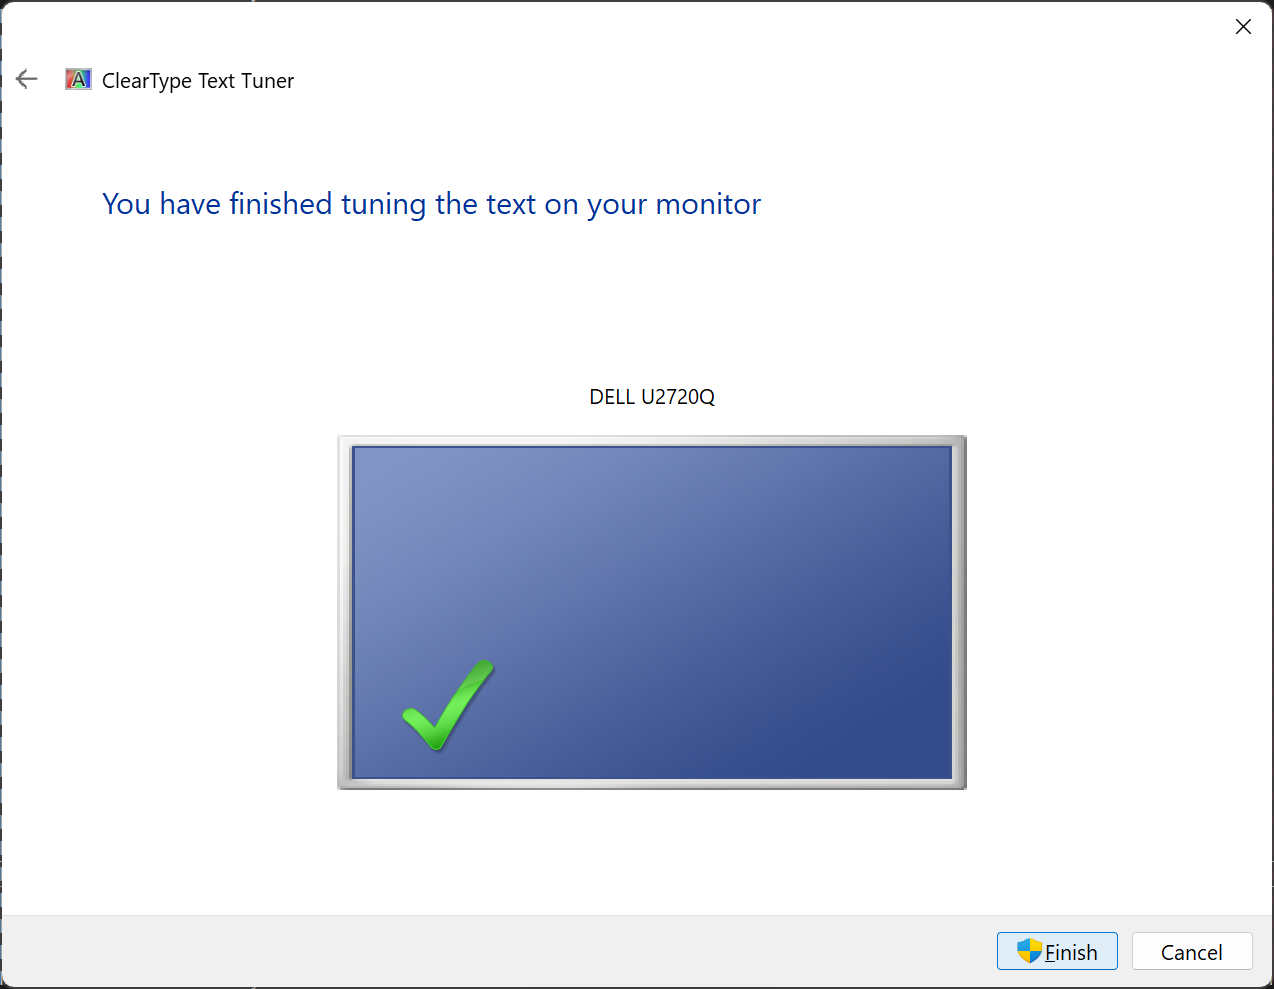 ClearType Text Tuner
You have finished tuning the text on your monitor
DELL U2720Q
Finish
Cancel